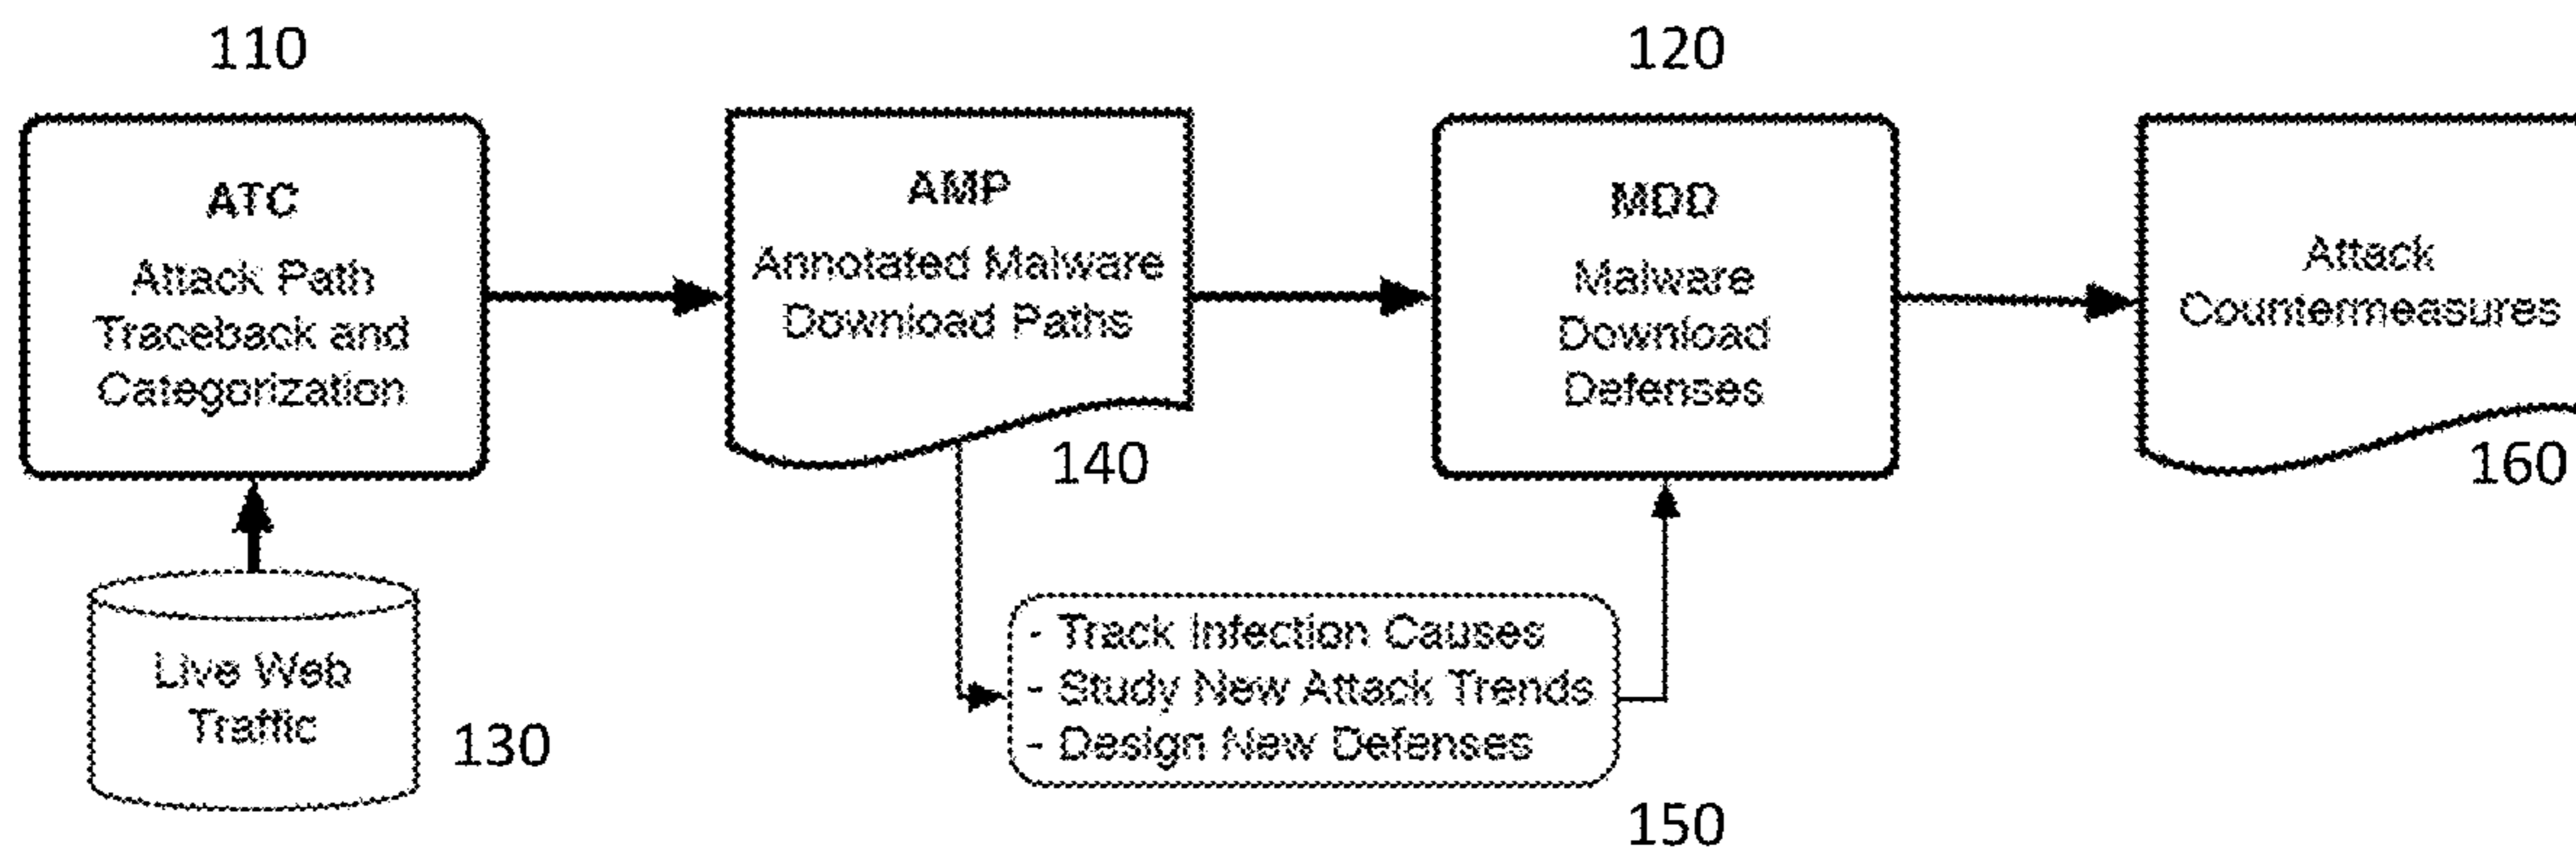 110
ATC
Attack Path
Traceback and
Categorization
AMP
Annotated Malware
Download Paths
140
120
MDD
Malware
Download
Defenses
Attack
Countermeasures
160
Live Web
Traffic
130
- Track Infection Causes
- Study New Attack Trends
- Design New Defenses
150